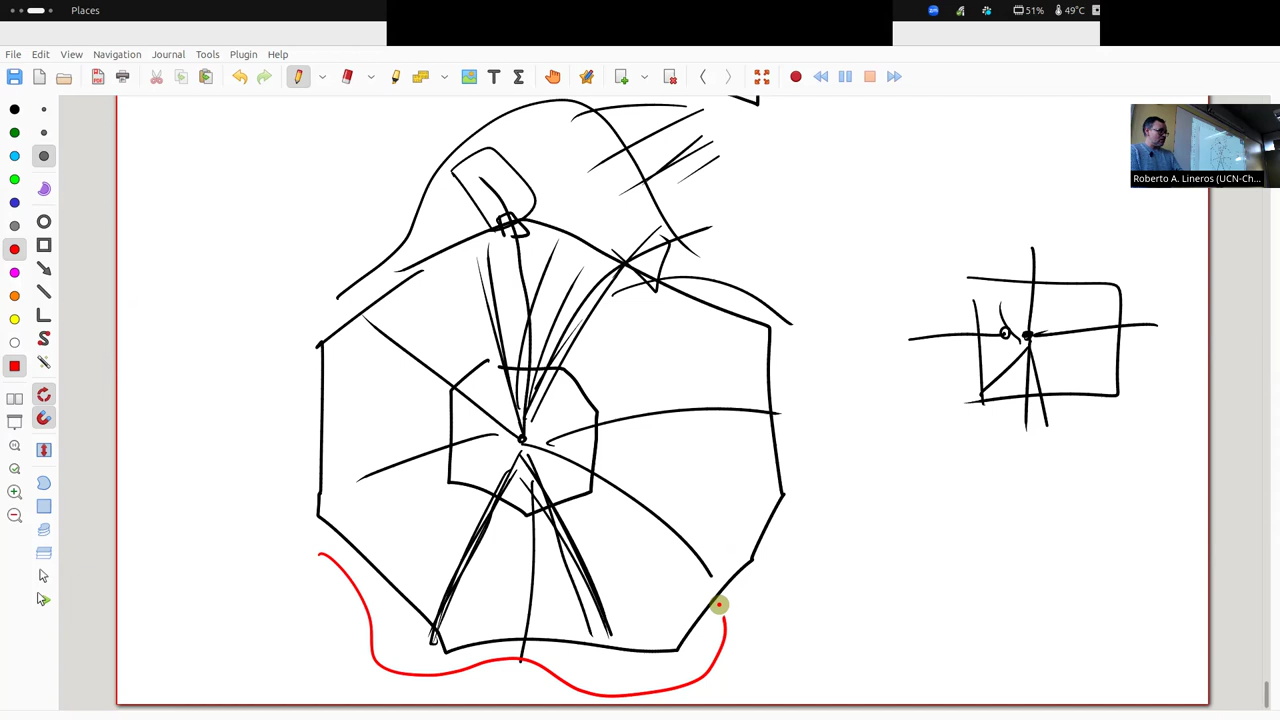 Places
51% 49°C
File Edit View Navigation Journal Tools Plugin Help
Roberto A. Lineros (UCN-Ch...